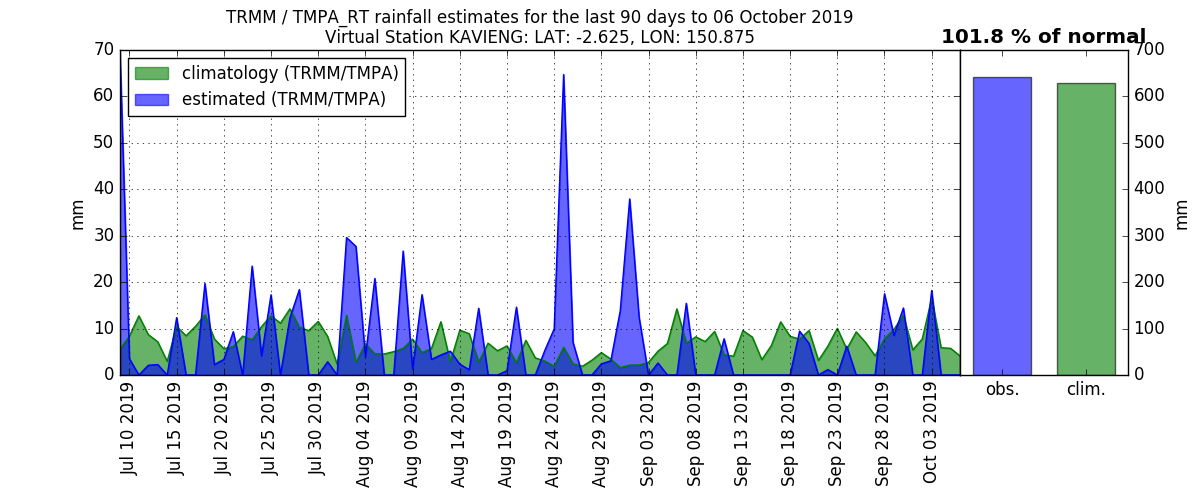 TRMM / TMPA_RT rainfall estimates for the last 90 days to 06 October 2019
Virtual Station KAVIENG: LAT: -2.625, LON: 150.875
101.8 % of normal
climatology (TRMM/TMPA)
estimated (TRMM/TMPA)
mm
70
60
50
40
30
20
10
0
Jul 10 2019
Jul 15 2019
Jul 20 2019
Jul 25 2019
Jul 30 2019
Aug 04 2019
Aug 09 2019
Aug 14 2019
Aug 19 2019
Aug 24 2019
Aug 29 2019
Sep 03 2019
Sep 08 2019
Sep 13 2019
Sep 18 2019
Sep 23 2019
Sep 28 2019
Oct 03 2019
obs.
clim.
700
600
500
400
300
200
100
0
mm